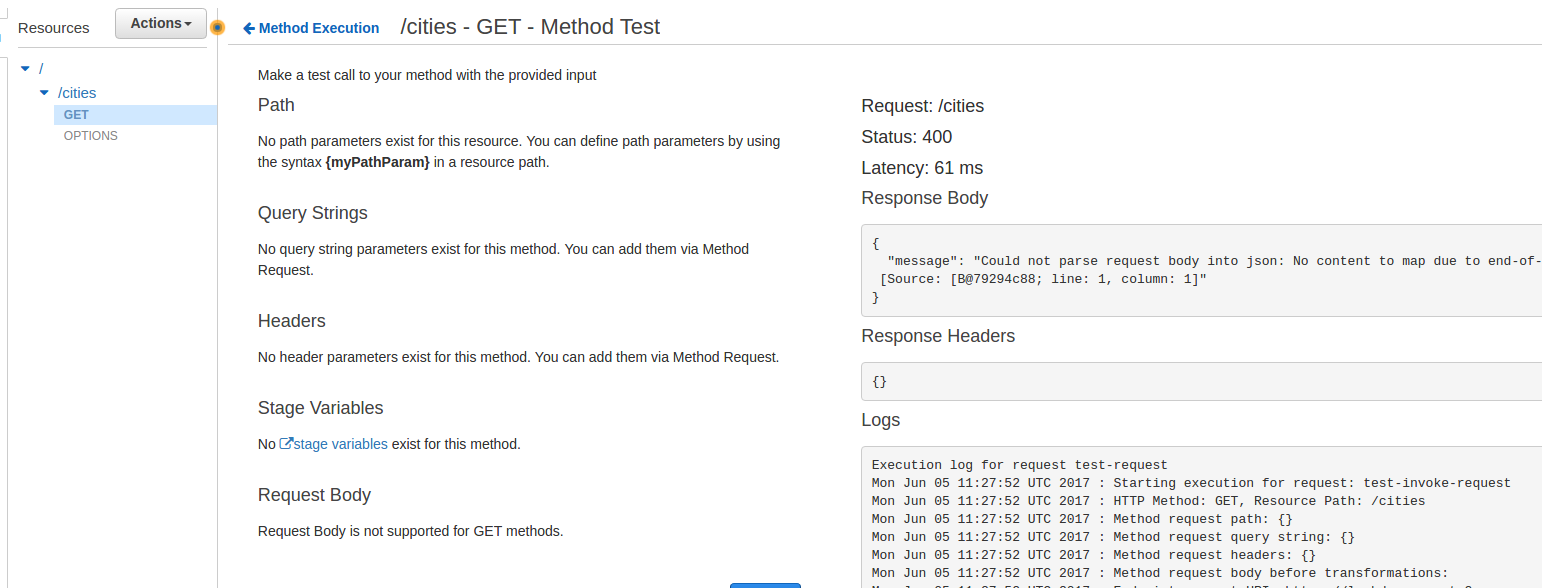 Resources
Actions
/
/cities
GET
OPTIONS
Method Execution
/cities - GET - Method Test
Make a test call to your method with the provided input
Path
No path parameters exist for this resource. You can define path parameters by using
the syntax {myPathParam} in a resource path.
Query Strings
No query string parameters exist for this method. You can add them via Method
Request.
Headers
No header parameters exist for this method. You can add them via Method Request.
Stage Variables
No stage variables exist for this method.
Request Body
Request Body is not supported for GET methods.
Request: /cities
Status: 400
Latency: 61 ms
Response Body
{
"message": "Could not parse request body into json: No content to map due to end-of-
[Source: [B@79294c88; line: 1, column: 1]"
}
Response Headers
{}
Logs
Execution log for request test-request
Mon Jun 05 11:27:52 UTC 2017 : Starting execution for request: test-invoke-request
Mon Jun 05 11:27:52 UTC 2017 : HTTP Method: GET, Resource Path: /cities
Mon Jun 05 11:27:52 UTC 2017 : Method request path: {}
Mon Jun 05 11:27:52 UTC 2017 : Method request query string: {}
Mon Jun 05 11:27:52 UTC 2017 : Method request headers: {}
Mon Jun 05 11:27:52 UTC 2017 : Method request body before transformations: